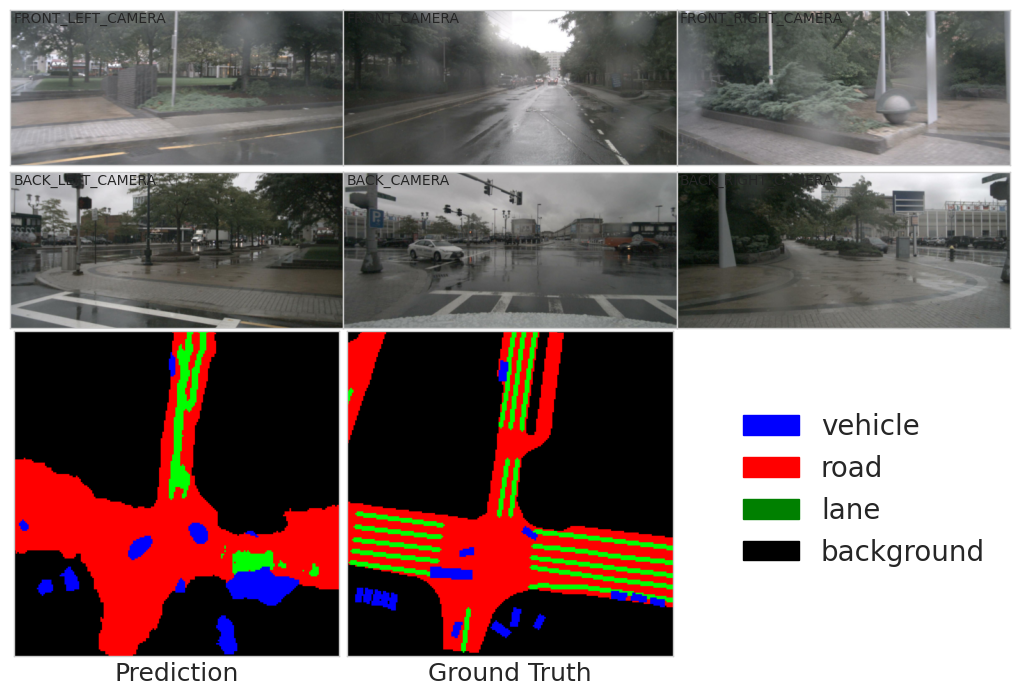 FRONT_LEFT_CAMERA
FRONT_CAMERA
FRONT_RIGHT_CAMERA
BACK_LEFT_CAMERA
BACK_CAMERA
BACK_RIGHT_CAMERA
P
vehicle
road
lane
background
Prediction
Ground Truth